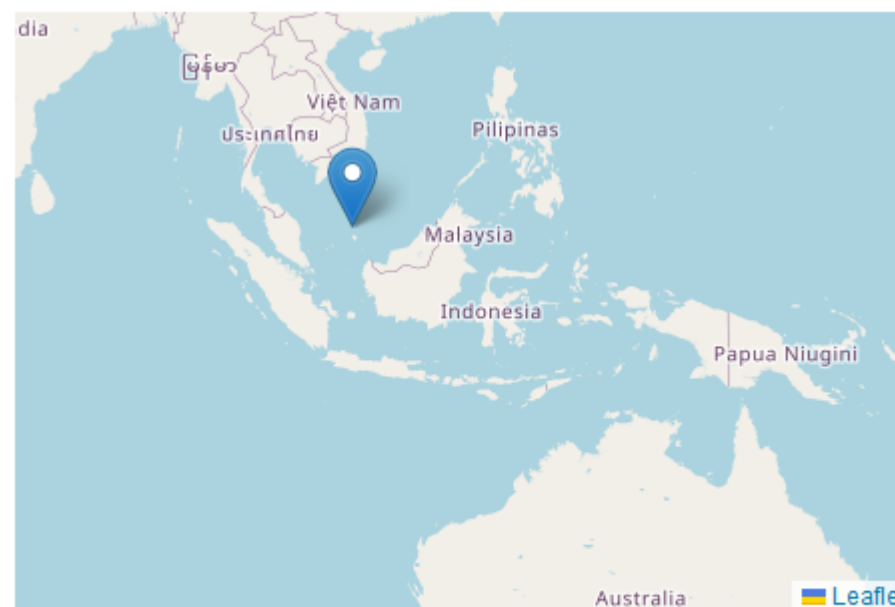 dia
မြန်မာ
Việt Nam
ประเทศไทย
Pilipinas
Malaysia
Indonesia
Papua Niugini
Australia
Leafle